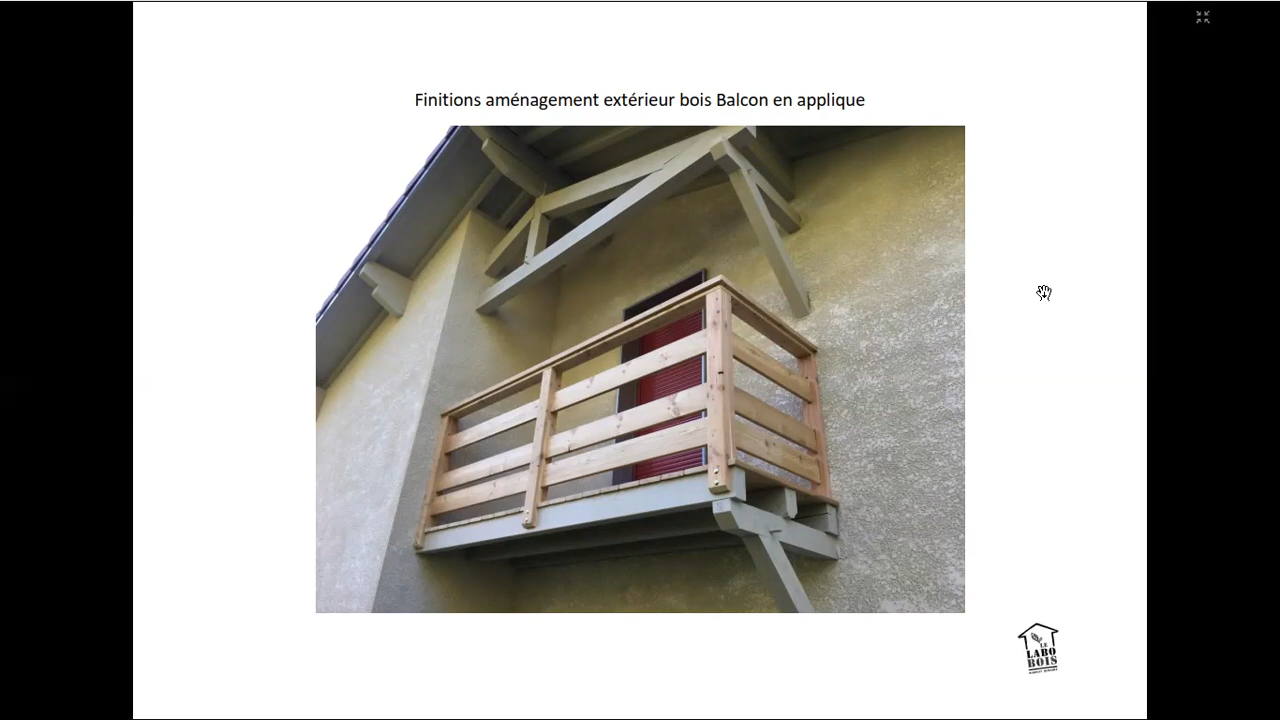 Finitions aménagement extérieur bois Balcon en applique
LE
LABO
BOIS